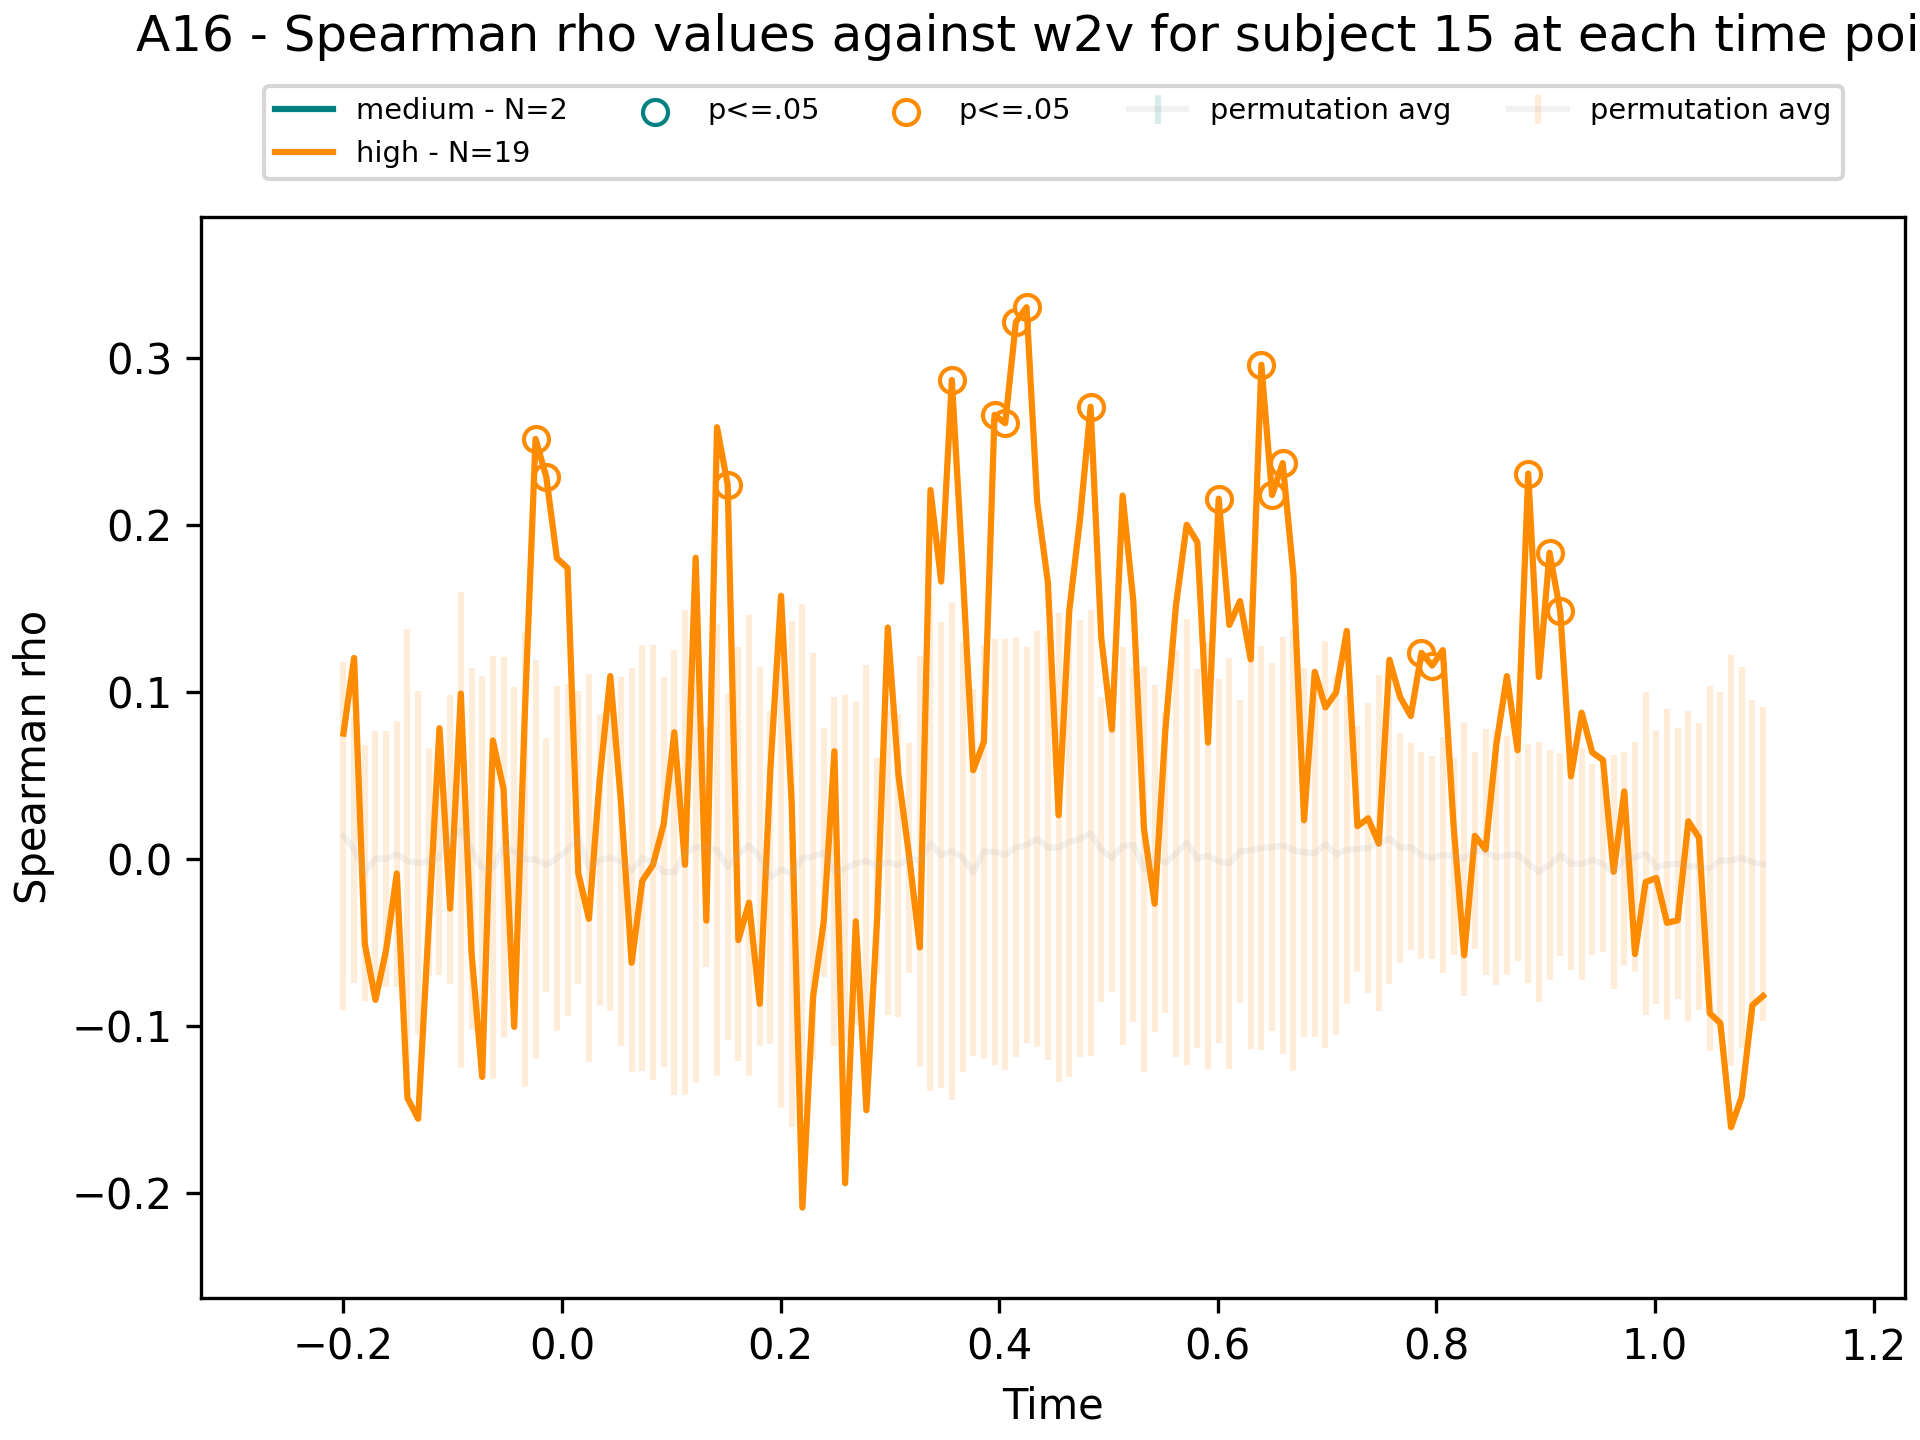 A16 - Spearman rho values against w2v for subject 15 at each time poi
medium - N=2 p<=.05 p<=.05 permutation avg permutation avg
high - N=19
0.3
0.2
0.1
0.0
−0.1
−0.2
Spearman rho
−0.2 0.0 0.2 0.4 0.6 0.8 1.0 1.2
Time